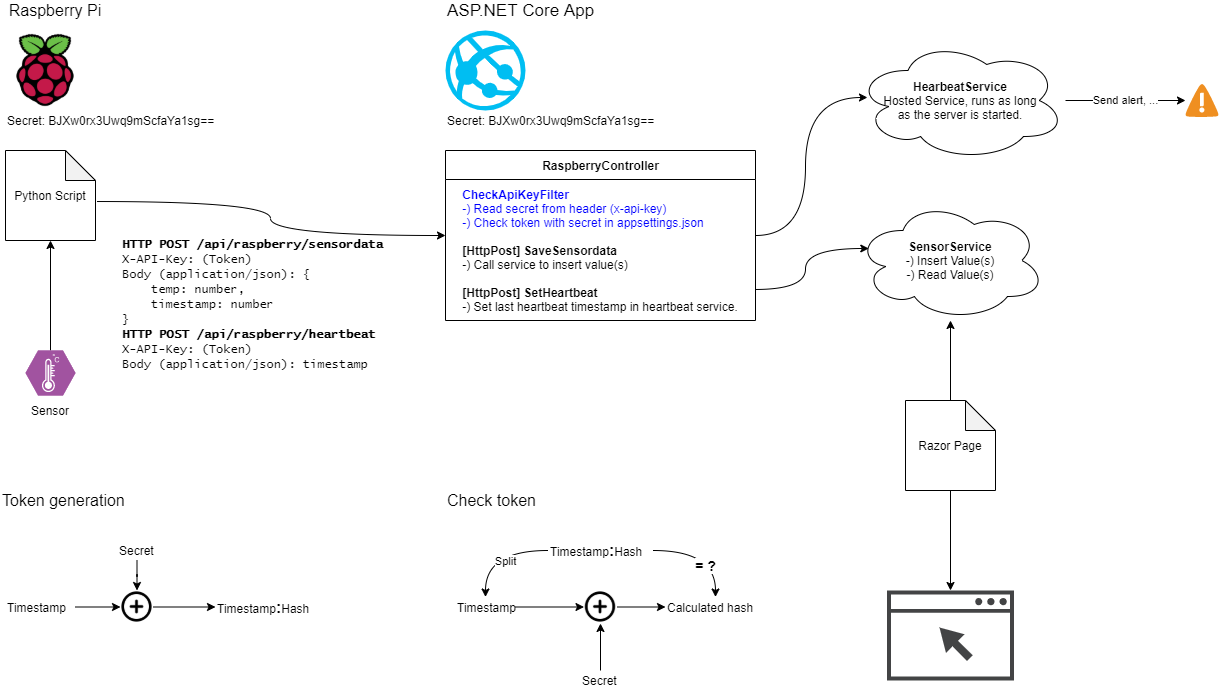 Raspberry Pi
ASP.NET Core App
Secret: BJXw0rx3Uwq9mScfaYa1sg==
Secret: BJXw0rx3Uwq9mScfaYa1sg==
HearbeatService
Hosted Service, runs as long
as the server is started.
Send alert, ...
Python Script
RaspberryController
CheckApiKeyFilter
-) Read secret from header (x-api-key)
-) Check token with secret in appsettings.json
[HttpPost] SaveSensordata
-) Call service to insert value(s)
[HttpPost] SetHeartbeat
-) Set last heartbeat timestamp in heartbeat service.
SensorService
-) Insert Value(s)
-) Read Value(s)
HTTP POST /api/raspberry/sensordata
X-API-Key: (Token)
Body (application/json): {
temp: number,
timestamp: number
}
HTTP POST /api/raspberry/heartbeat
X-API-Key: (Token)
Body (application/json): timestamp
°C
Sensor
Razor Page
Token generation
Secret
Timestamp
Timestamp:Hash
Check token
Timestamp:Hash
Split
= ?
Timestamp
Calculated hash
Secret